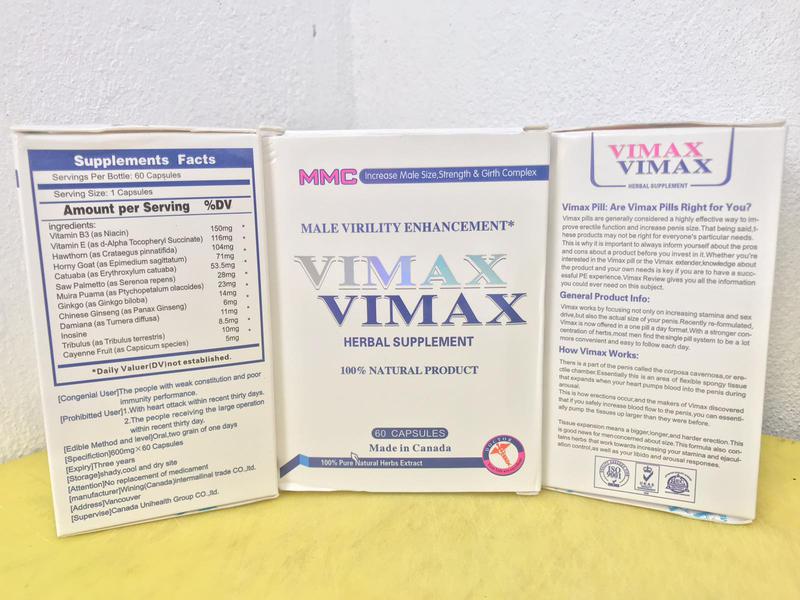 Supplements Facts
Servings Per Bottle: 60 Capsules
Serving Size: 1 Capsules
Amount per Serving %DV
ingredients:
Vitamin B3 (as Niacin) 150mg *
Vitamin E (as d-Alpha Tocopheryl Succinate) 116mg *
Hawthorn (as Crataegus pinnatifida) 104mg *
Horny Goat (as Epimedium sagittatum) 71mg *
Catuaba (as Erythroxylum catuaba) 53.5mg *
Saw Palmetto (as Serenoa repens) 28mg *
Muira Puama (as Ptychopetalum olacoides) 23mg *
Ginkgo (as Ginkgo biloba) 14mg *
Chinese Ginseng (as Panax Ginseng) 6mg *
Damiana (as Turnera diffusa) 11mg *
Inosine 8.5mg *
Tribulus (as Tribulus terrestris) 10mg *
Cayenne Fruit (as Capsicum species) 5mg *
*Daily Valuer(DV)not established.
[Congenial User]The people with weak constitution and poor
immunity performance.
[Prohibitted User]1.With heart attack within recent thirty days.
2.The people receiving the large operation
within recent thirty day.
[Edible Method and level]Oral,two grain of one days
[Specifiction]600mg×60 Capsules
[Expiry]Three years
[Storage]shady,cool and dry site
[Attention]No replacement of medicament
[manufacturer]Wining(Canada)intermallinal trade CO.,ltd.
[Address]Vancouver
[Supervise]Canada Unihealth Group CO.,ltd.
MMC Increase Male Size,Strength & Girth Complex
MALE VIRILITY ENHANCEMENT*
VIMAX
VIMAX
HERBAL SUPPLEMENT
100% NATURAL PRODUCT
60 CAPSULES
Made in Canada
100% Pure Natural Herbs Extract
DOCTOR
VIMAX
VIMAX
HERBAL SUPPLEMENT
Vimax Pill: Are Vimax Pills Right for You?
Vimax pills are generally considered a highly effective way to im-
prove erectile function and increase penis size. That being said,t-
hese products may not be right for everyone's particular needs.
This is why it is important to always inform yourself about the pros
and cons about a product before you invest in it. Whether you're
interested in the Vimax pill or the Vimax extender,knowledge about
the product and your own needs is key if you are to have a succ-
essful PE experience.Vimax Review gives you all the information
you could ever need on this subject.
General Product Info:
Vimax works by focusing not only on increasing stamina and sex
drive,but also the actual size of your penis.Recently re-formulated,
Vimax is now offered in a one pill a day format.With a stronger con-
centration of herbs,most men find the single pill system to be a lot
more convenient and easy to follow each day.
How Vimax Works:
There is a part of the penis called the corpora cavernosa,or ere-
ctile chamber.Essentially this is an area of flexible spongy tissue
that expands when your heart pumps blood into the penis during
arousal.
This is how erections occur,and the makers of Vimax discovered
that if you safely increase blood flow to the penis,you can essenti-
ally pump the tissues up larger than they were before.
Tissue expansion means a bigger,longer,and harder erection.This
is good news for men concerned about size.This formula also con-
tains herbs that work towards increasing your stamina and ejacul-
ation control,as well as your libido and arousal responses.
ISO
9001
UKAS